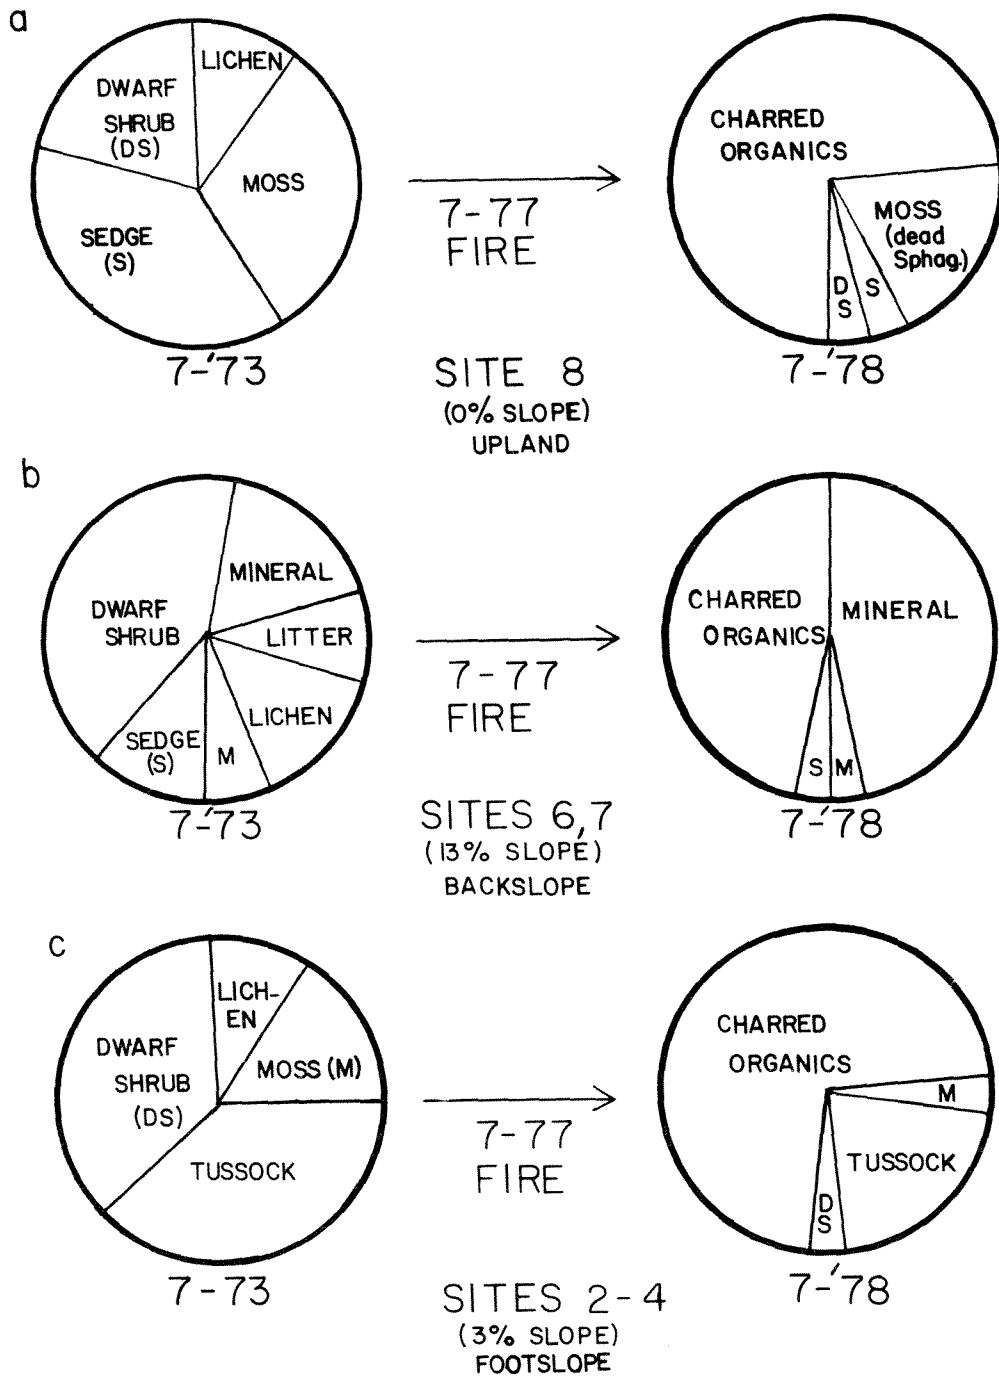 a
LICHEN
DWARF
SHRUB
(DS)
MOSS
SEDGE
(S)
7-'73
7-77
FIRE
CHARRED
ORGANICS
MOSS
(dead
Sphag.)
D
S
S
7-'78
SITE 8
(0% SLOPE)
UPLAND
b
MINERAL
DWARF
SHRUB
LITTER
LICHEN
SEDGE
(S)
M
7-'73
7-77
FIRE
CHARRED
ORGANICS
MINERAL
S
M
7-'78
SITES 6,7
(13% SLOPE)
BACKSLOPE
c
LICH-
EN
DWARF
SHRUB
(DS)
MOSS (M)
TUSSOCK
7-73
7-77
FIRE
CHARRED
ORGANICS
M
TUSSOCK
D
S
7-'78
SITES 2-4
(3% SLOPE)
FOOTSLOPE